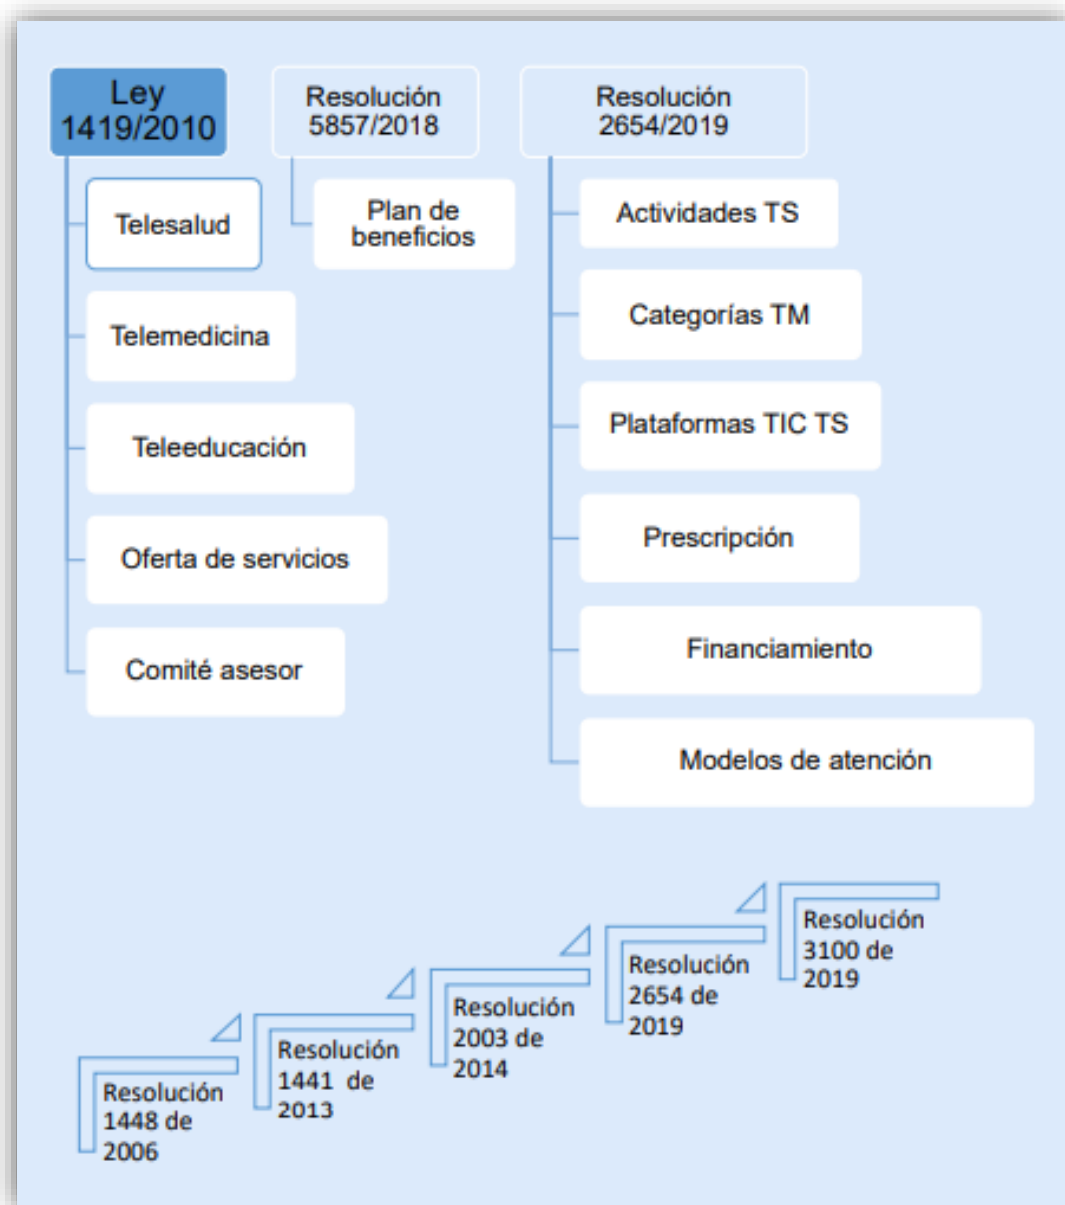 Ley
1419/2010
Telesalud
Telemedicina
Teleeducación
Oferta de servicios
Comité asesor
Resolución
5857/2018
Plan de
beneficios
Resolución
2654/2019
Actividades TS
Categorías TM
Plataformas TIC TS
Prescripción
Financiamiento
Modelos de atención
Resolución
1448 de
2006
Resolución
1441 de
2013
Resolución
2003 de
2014
Resolución
2654 de
2019
Resolución
3100 de
2019